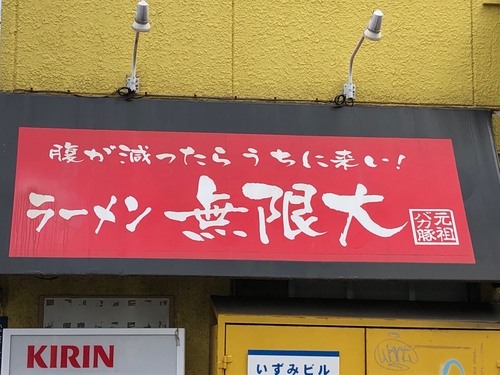 腹が減ったらうちに来い！
ラーメン 無限大
元祖
バカ豚
KIRIN
いずみビル